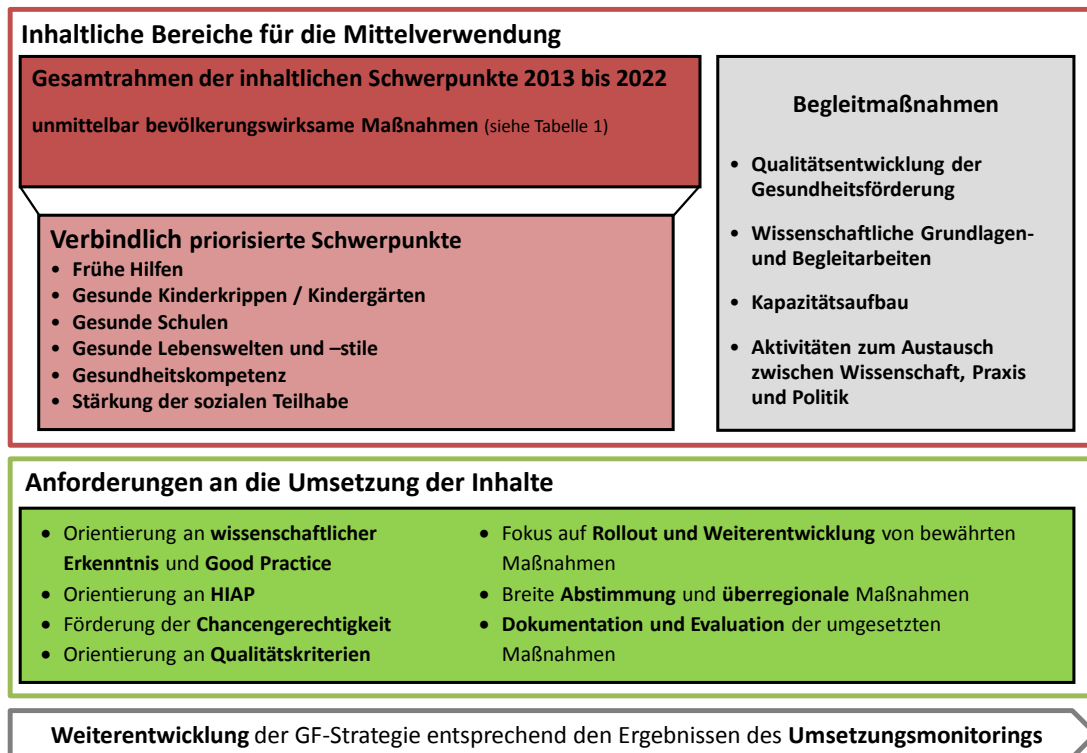 Inhaltliche Bereiche für die Mittelverwendung
Gesamtrahmen der inhaltlichen Schwerpunkte 2013 bis 2022
unmittelbar bevölkerungswirksame Maßnahmen (siehe Tabelle 1)
Verbindlich priorisierte Schwerpunkte
• Frühe Hilfen
• Gesunde Kinderkrippen / Kindergärten
• Gesunde Schulen
• Gesunde Lebenswelten und –stile
• Gesundheitskompetenz
• Stärkung der sozialen Teilhabe
Begleitmaßnahmen
• Qualitätsentwicklung der
Gesundheitsförderung
• Wissenschaftliche Grundlagen-
und Begleitarbeiten
• Kapazitätsaufbau
• Aktivitäten zum Austausch
zwischen Wissenschaft, Praxis
und Politik
Anforderungen an die Umsetzung der Inhalte
• Orientierung an wissenschaftlicher
Erkenntnis und Good Practice
• Orientierung an HIAP
• Förderung der Chancengerechtigkeit
• Orientierung an Qualitätskriterien
• Fokus auf Rollout und Weiterentwicklung von bewährten
Maßnahmen
• Breite Abstimmung und überregionale Maßnahmen
• Dokumentation und Evaluation der umgesetzten
Maßnahmen
Weiterentwicklung der GF-Strategie entsprechend den Ergebnissen des Umsetzungsmonitorings